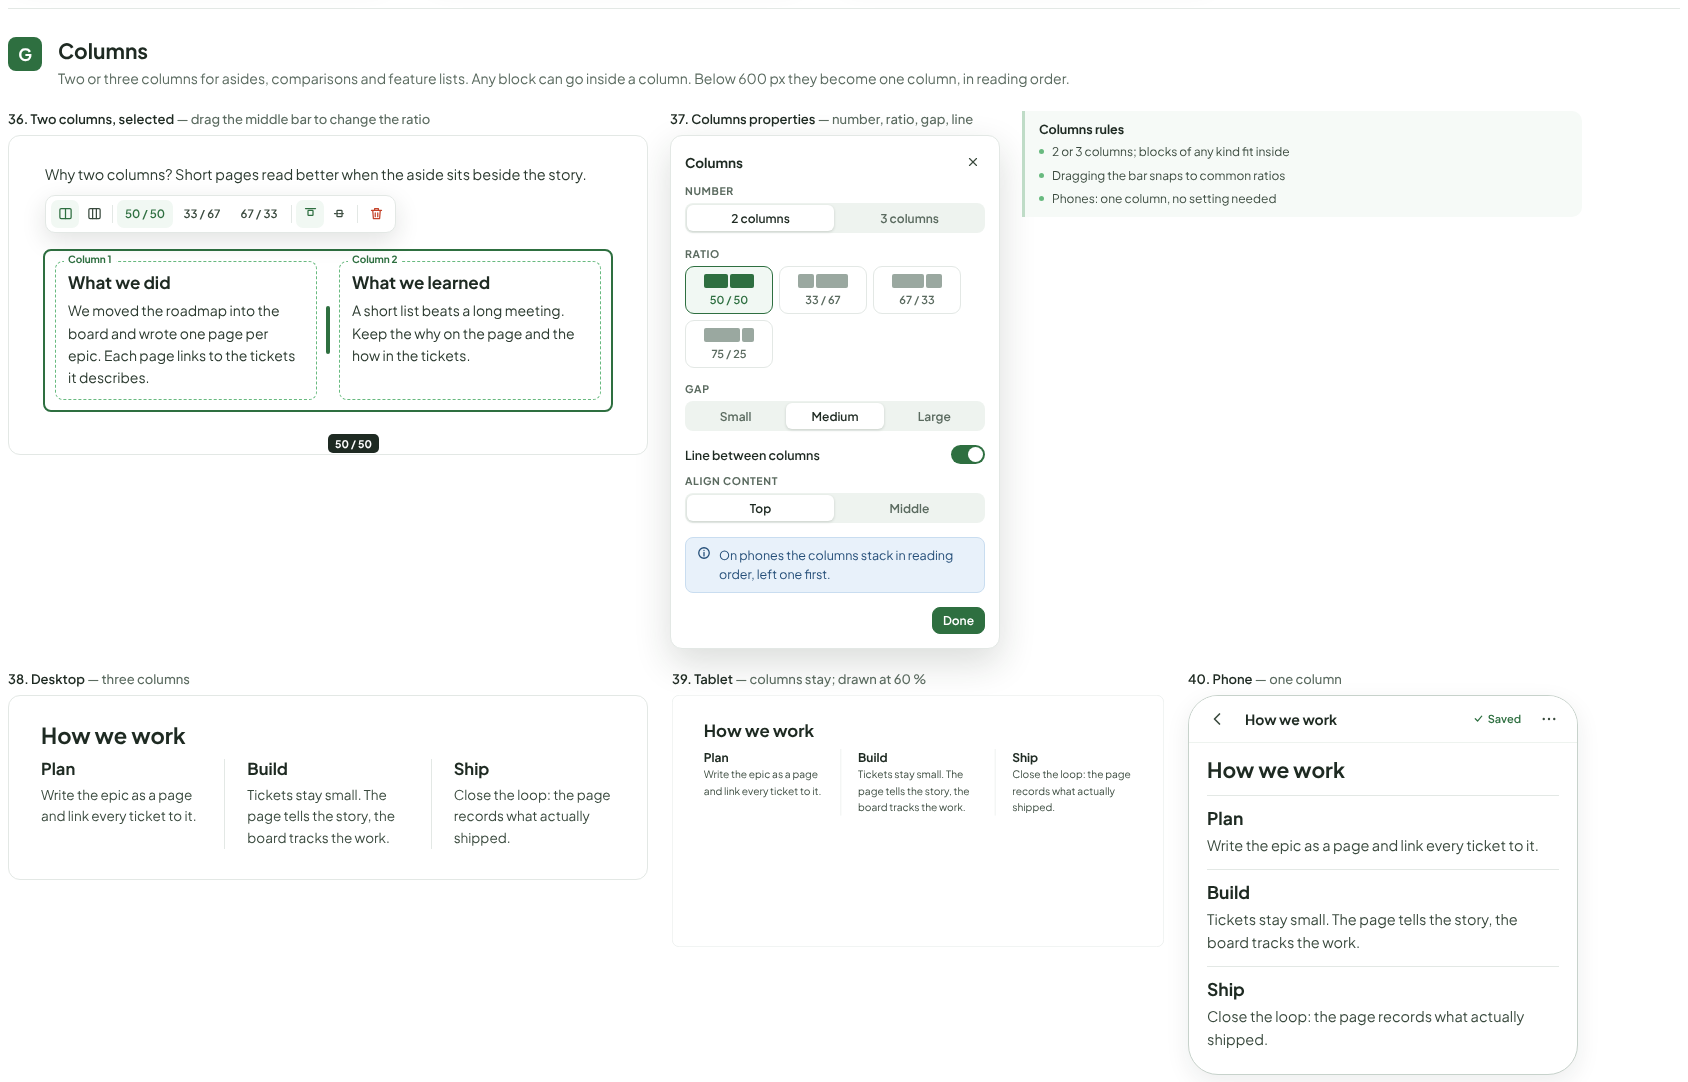 G
Columns
Two or three columns for asides, comparisons and feature lists. Any block can go inside a column. Below 600 px they become one column, in reading order.
36. Two columns, selected — drag the middle bar to change the ratio
Why two columns? Short pages read better when the aside sits beside the story.
50 / 50 33 / 67 67 / 33
Column 1
What we did
We moved the roadmap into the
board and wrote one page per
epic. Each page links to the tickets
it describes.
Column 2
What we learned
A short list beats a long meeting.
Keep the why on the page and the
how in the tickets.
50 / 50
37. Columns properties — number, ratio, gap, line
Columns
NUMBER
2 columns 3 columns
RATIO
50 / 50 33 / 67 67 / 33
75 / 25
GAP
Small Medium Large
Line between columns
ALIGN CONTENT
Top Middle
On phones the columns stack in reading
order, left one first.
Done
Columns rules
2 or 3 columns; blocks of any kind fit inside
Dragging the bar snaps to common ratios
Phones: one column, no setting needed
38. Desktop — three columns
How we work
Plan
Write the epic as a page
and link every ticket to it.
Build
Tickets stay small. The
page tells the story, the
board tracks the work.
Ship
Close the loop: the page
records what actually
shipped.
39. Tablet — columns stay; drawn at 60 %
How we work
Plan
Write the epic as a page
and link every ticket to it.
Build
Tickets stay small. The
page tells the story, the
board tracks the work.
Ship
Close the loop: the page
records what actually
shipped.
40. Phone — one column
How we work
Saved
How we work
Plan
Write the epic as a page and link every ticket to it.
Build
Tickets stay small. The page tells the story, the
board tracks the work.
Ship
Close the loop: the page records what actually
shipped.